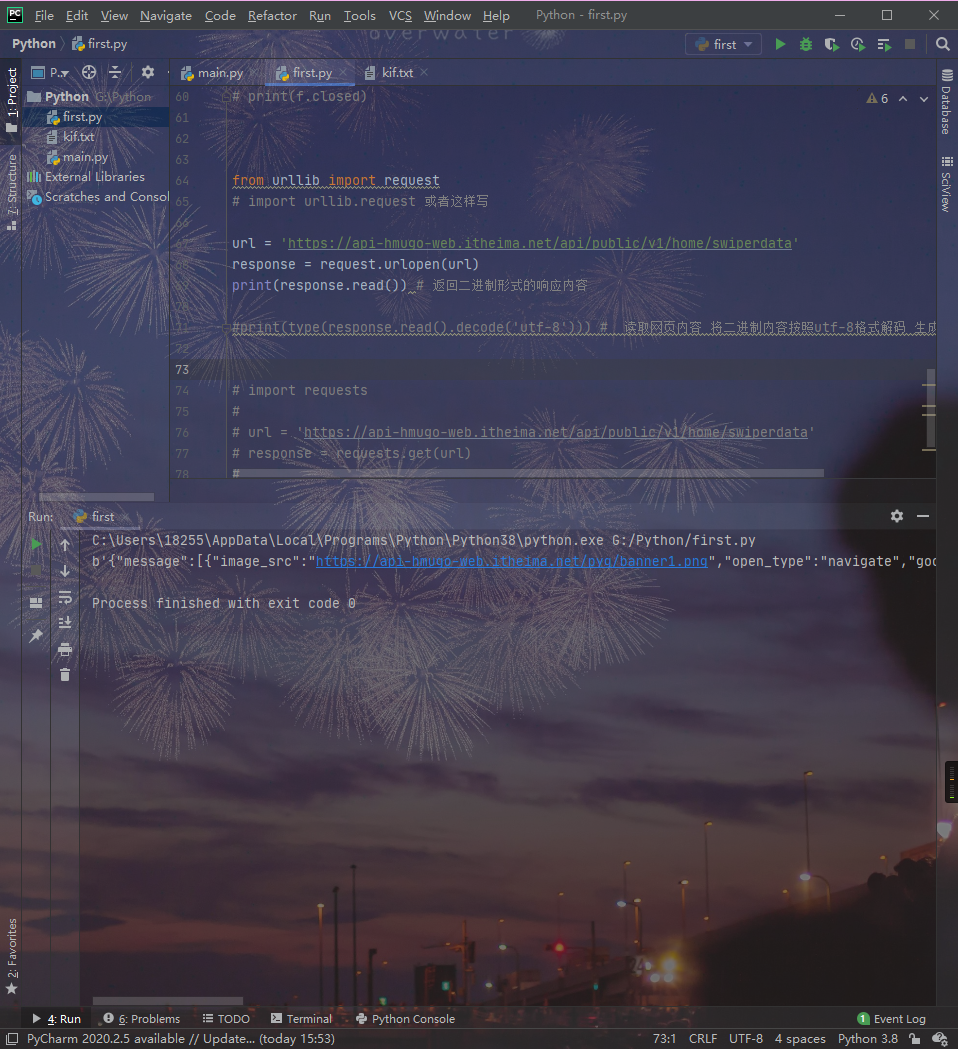 PC File Edit View Navigate Code Refactor Run Tools VCS Window Help Python - first.py
overwater
Python first.py first
P.. main.py first.py kif.txt
1: Project
7: Structure
2: Favorites
Database
SciView
Python G:\Python
first.py
kif.txt
main.py
External Libraries
Scratches and Consol
6
60 # print(f.closed)
61
62
63
64 from urllib import request
65 # import urllib.request 或者这样写
66
67 url = 'https://api-hmugo-web.itheima.net/api/public/v1/home/swiperdata'
response = request.urlopen(url)
print(response.read()) # 返回二进制形式的响应内容
71 #print(type(response.read().decode('utf-8'))) # 读取网页内容 将二进制内容按照utf-8格式解码 生成
72
73
74 # import requests
75 #
76 # url = 'https://api-hmugo-web.itheima.net/api/public/v1/home/swiperdata'
77 # response = requests.get(url)
78 #
Run: first
C:\Users\18255\AppData\Local\Programs\Python\Python38\python.exe G:/Python/first.py
b'{"message":[{"image_src":"https://api-hmugo-web.itheima.net/pyg/banner1.png","open_type":"navigate","goo
Process finished with exit code 0
4: Run 6: Problems TODO Terminal Python Console 1 Event Log
PyCharm 2020.2.5 available // Update... (today 15:53) 73:1 CRLF UTF-8 4 spaces Python 3.8